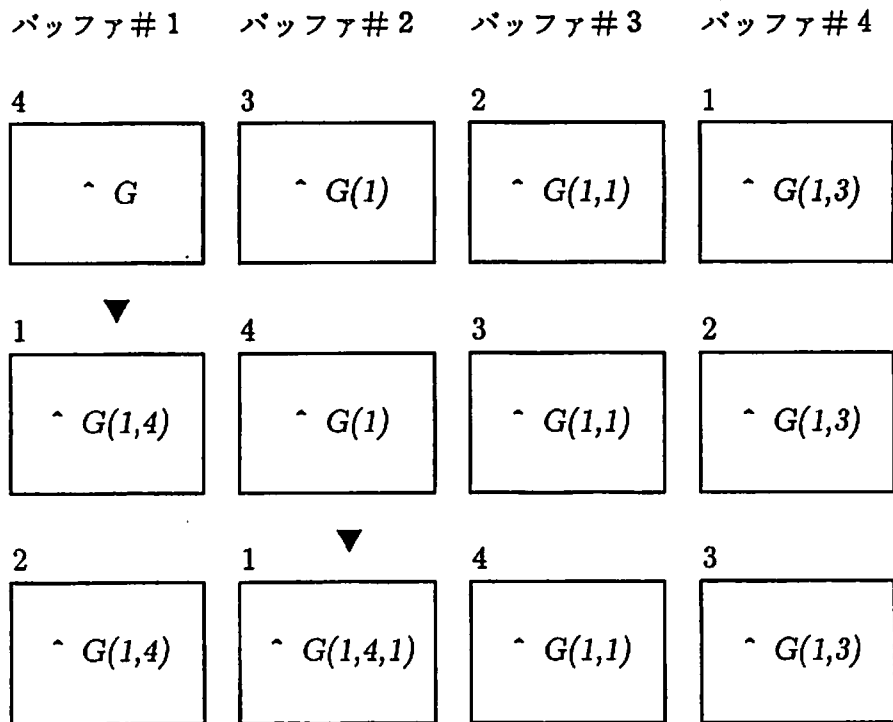 バッファ＃1 バッファ＃2 バッファ＃3 バッファ＃4
4 3 2 1
^ G ^ G(1) ^ G(1,1) ^ G(1,3)
▼
1 4 3 2
^ G(1,4) ^ G(1) ^ G(1,1) ^ G(1,3)
▼
2 1 4 3
^ G(1,4) ^ G(1,4,1) ^ G(1,1) ^ G(1,3)